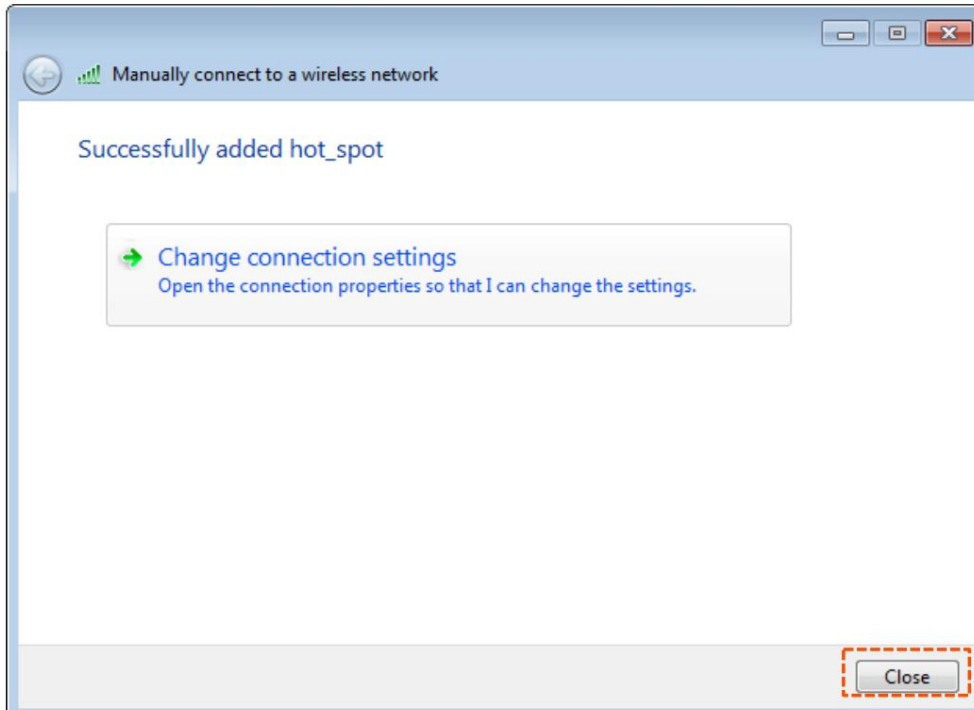 Manually connect to a wireless network
Successfully added hot_spot
Change connection settings
Open the connection properties so that I can change the settings.
Close